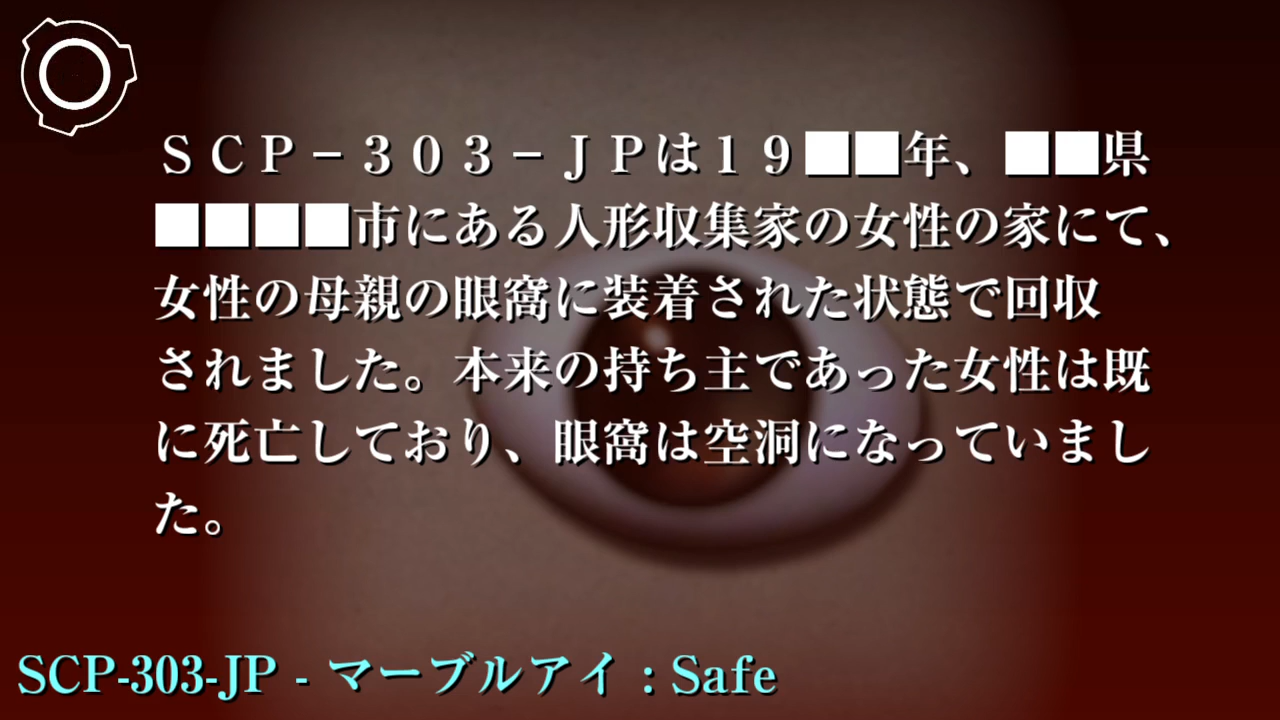 SCP-303-JPは19■■年、■■県
■■■■市にある人形収集家の女性の家にて、
女性の母親の眼窩に装着された状態で回収
されました。本来の持ち主であった女性は既
に死亡しており、眼窩は空洞になっていまし
た。
SCP-303-JP - マーブルアイ : Safe